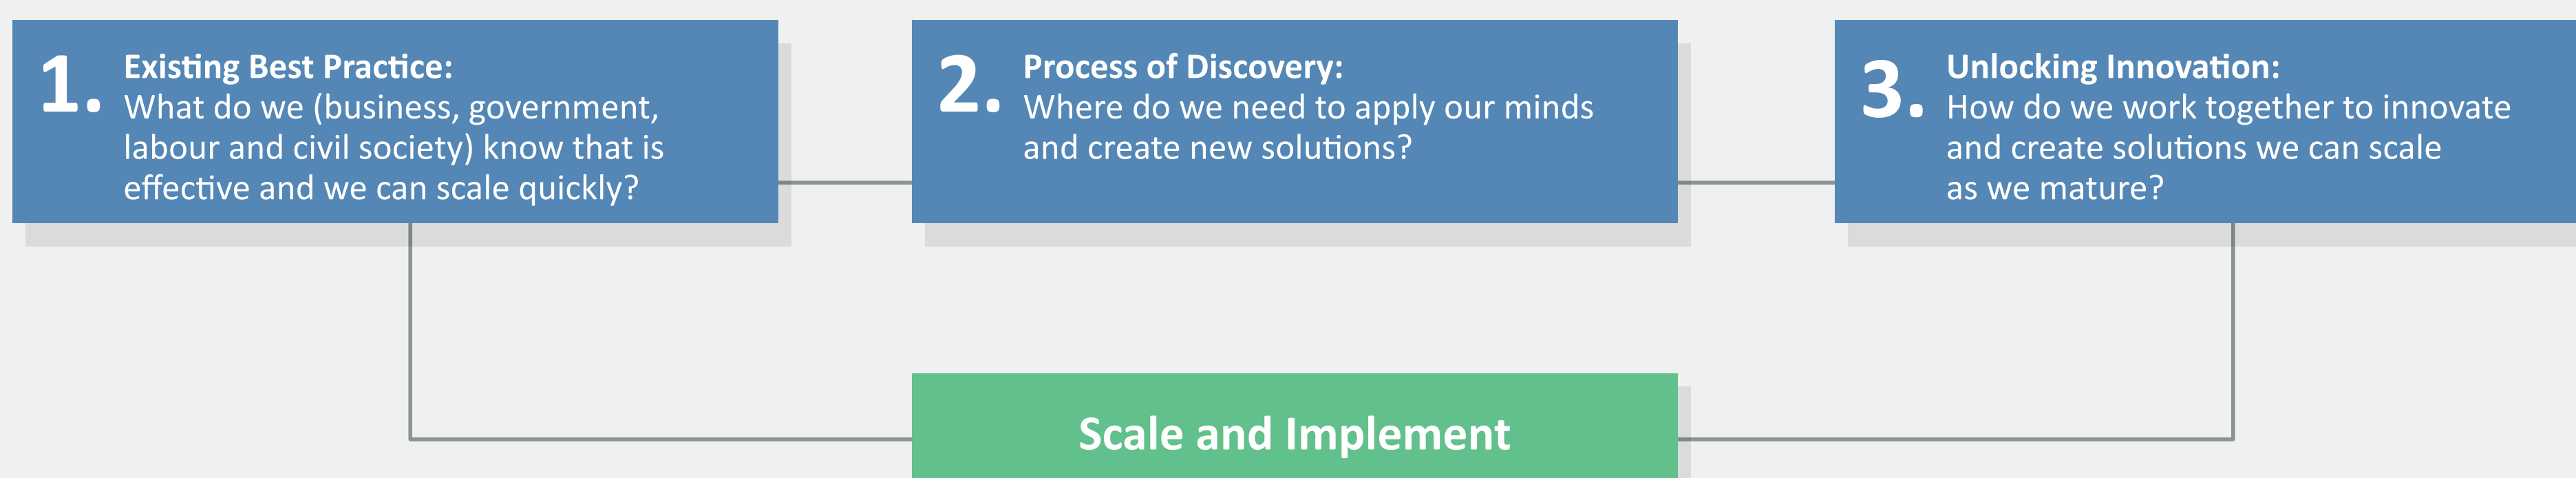 1. Existing Best Practice:
What do we (business, government,
labour and civil society) know that is
effective and we can scale quickly?
2. Process of Discovery:
Where do we need to apply our minds
and create new solutions?
3. Unlocking Innovation:
How do we work together to innovate
and create solutions we can scale
as we mature?
Scale and Implement